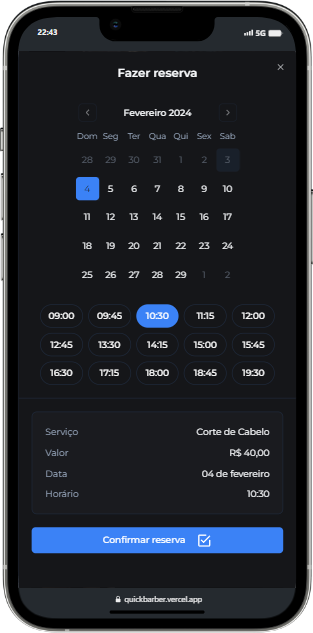 22:43 5G
Fazer reserva
Fevereiro 2024
Dom Seg Ter Qua Qui Sex Sab
28 29 30 31 1 2 3
4 5 6 7 8 9 10
11 12 13 14 15 16 17
18 19 20 21 22 23 24
25 26 27 28 29 1 2
09:00 09:45 10:30 11:15 12:00
12:45 13:30 14:15 15:00 15:45
16:30 17:15 18:00 18:45 19:30
Serviço Corte de Cabelo
Valor R$ 40,00
Data 04 de fevereiro
Horário 10:30
Confirmar reserva
quickbarber.vercel.app